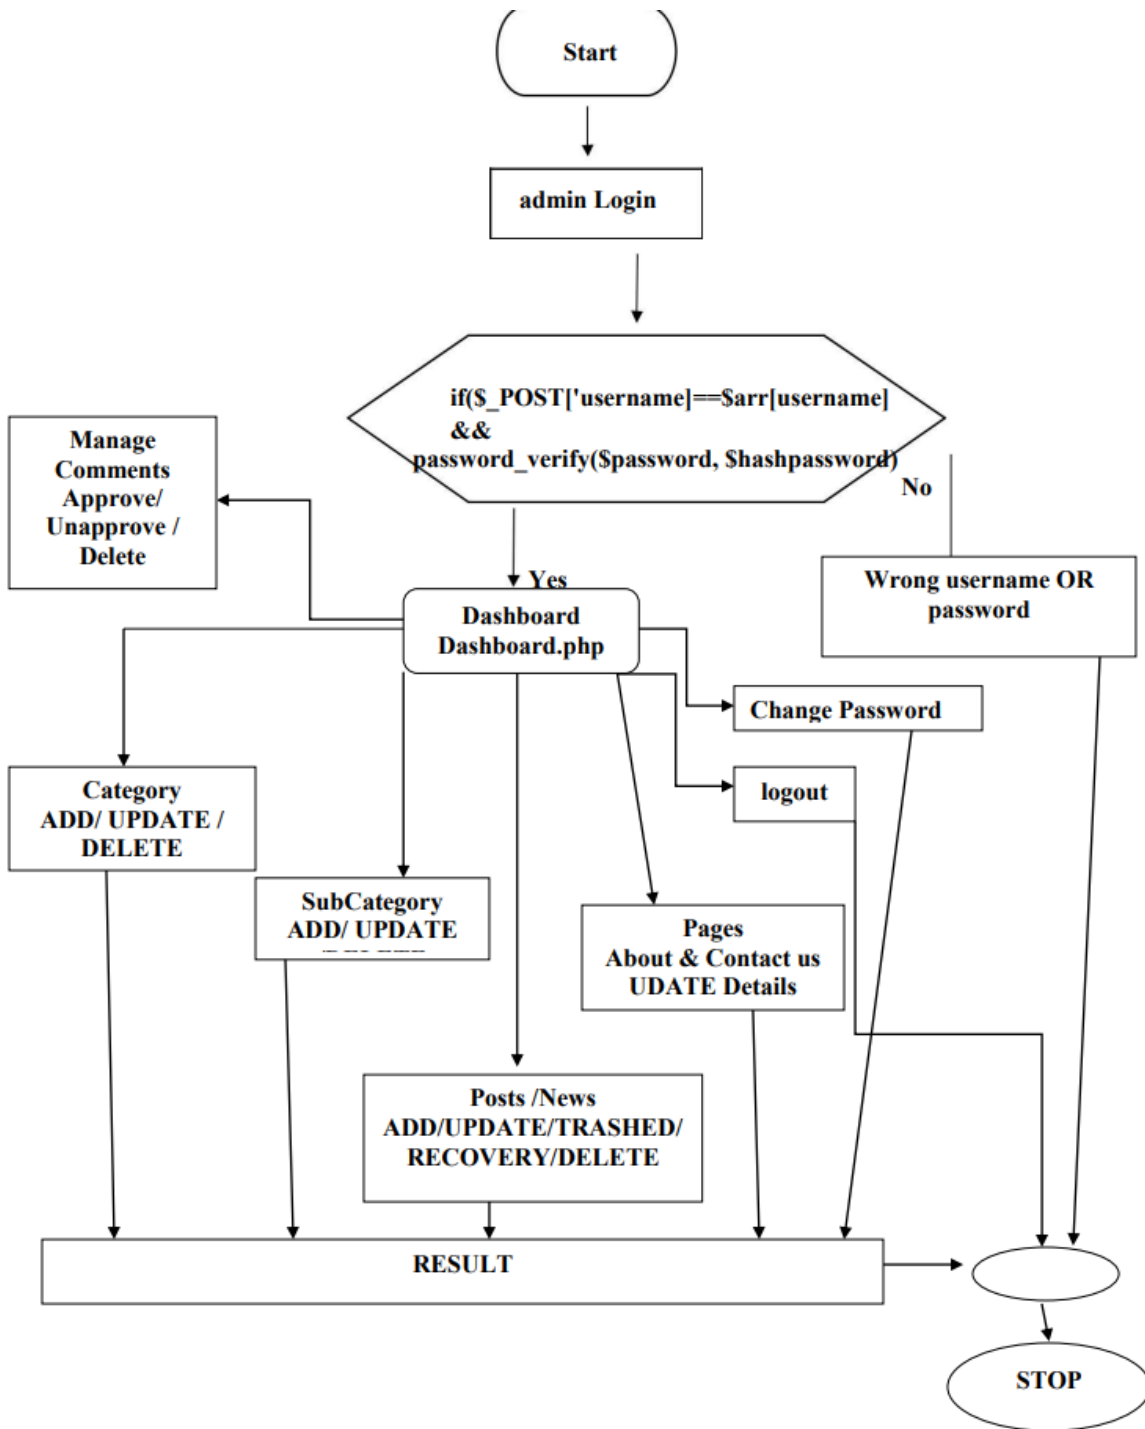 Start
admin Login
if($_POST['username]==$arr[username]
&&
password_verify($password, $hashpassword)
No
Manage
Comments
Approve/
Unapprove /
Delete
Yes
Wrong username OR
password
Dashboard
Dashboard.php
Change Password
logout
Category
ADD/ UPDATE /
DELETE
SubCategory
ADD/ UPDATE
Pages
About & Contact us
UDATE Details
Posts /News
ADD/UPDATE/TRASHED/
RECOVERY/DELETE
RESULT
STOP